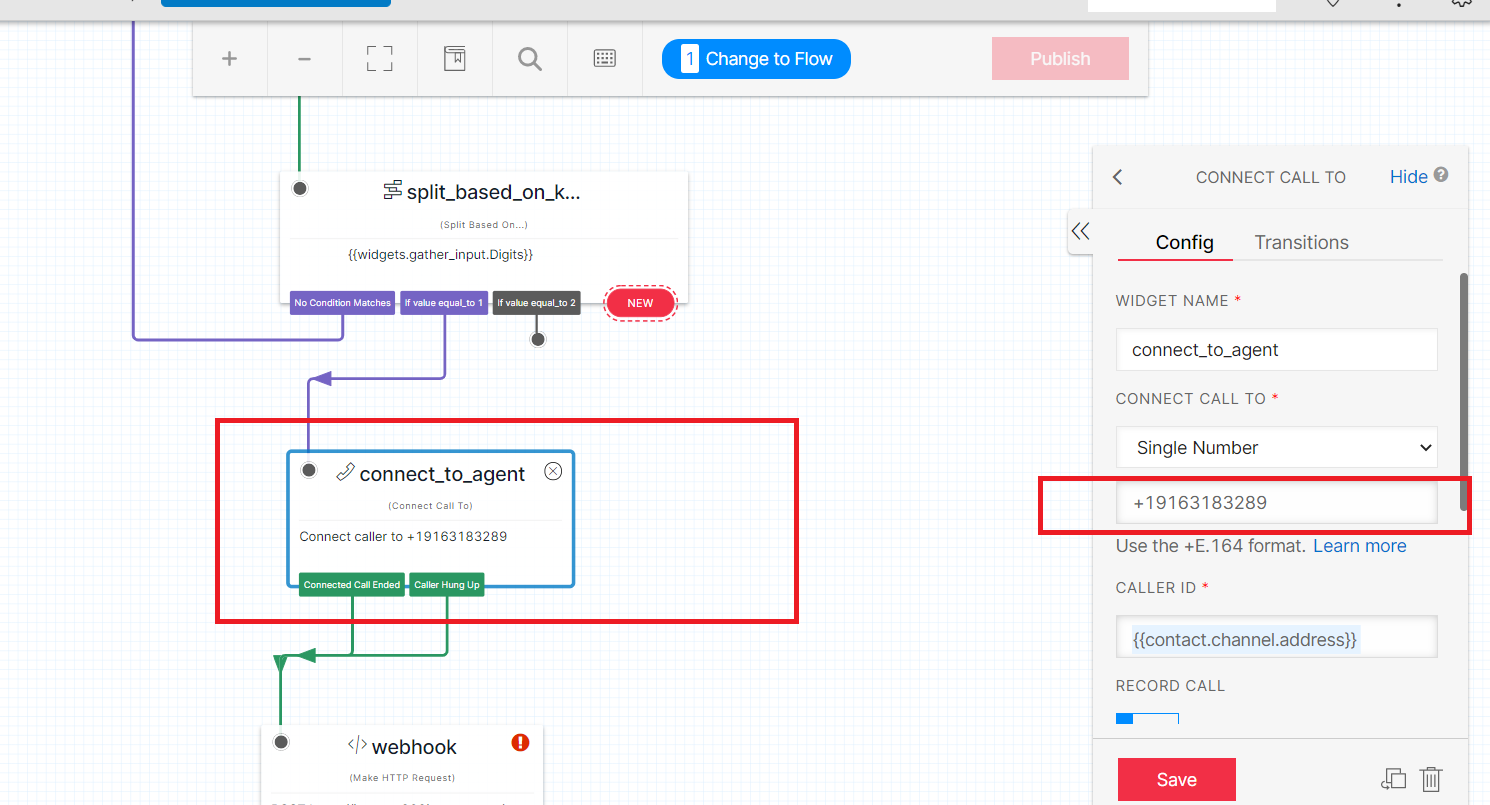 1 Change to Flow
Publish
split_based_on_k...
(Split Based On...)
{{widgets.gather_input.Digits}}
No Condition Matches
If value equal_to 1
If value equal_to 2
NEW
connect_to_agent
(Connect Call To)
Connect caller to +19163183289
Connected Call Ended
Caller Hung Up
webhook
(Make HTTP Request)
CONNECT CALL TO
Hide
Config
Transitions
WIDGET NAME *
connect_to_agent
CONNECT CALL TO *
Single Number
+19163183289
Use the +E.164 format. Learn more
CALLER ID *
{{contact.channel.address}}
RECORD CALL
Save